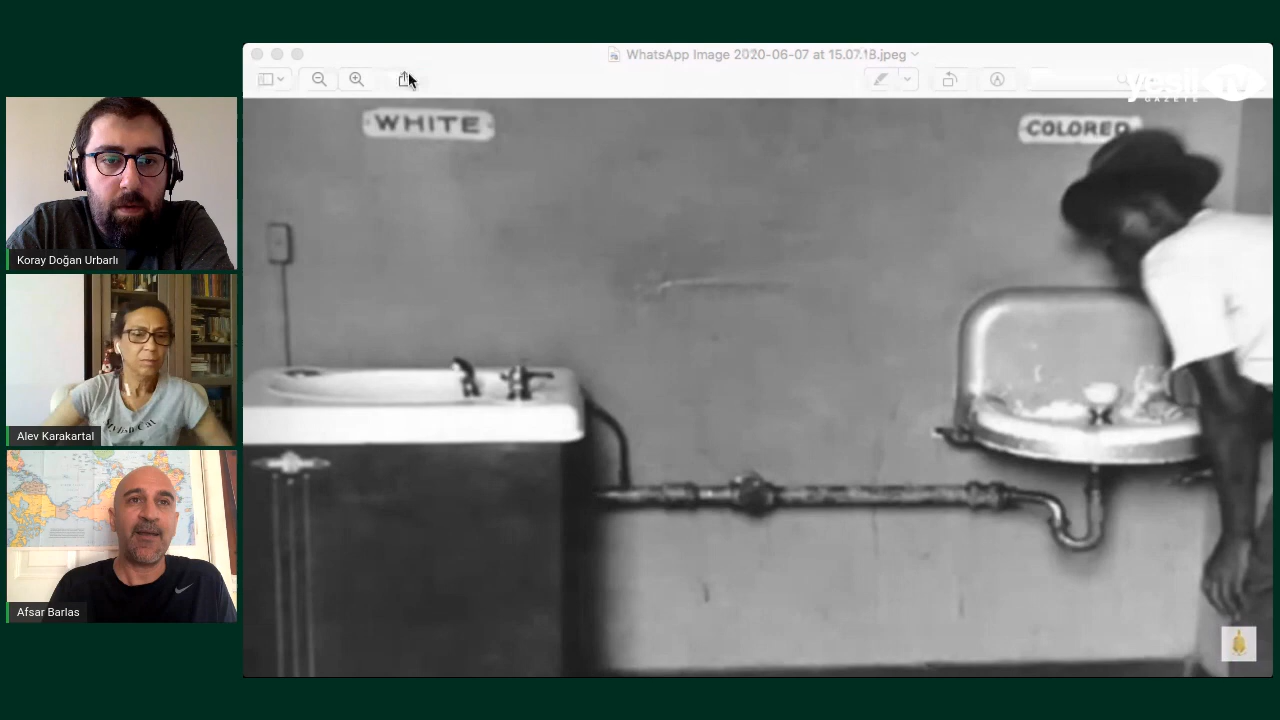 WhatsApp Image 2020-06-07 at 15.07.13.jpeg
yeşil TV
GAZETE
WHITE
COLORED
Koray Doğan Urbarlı
Alev Karakartal
Afsar Barlas